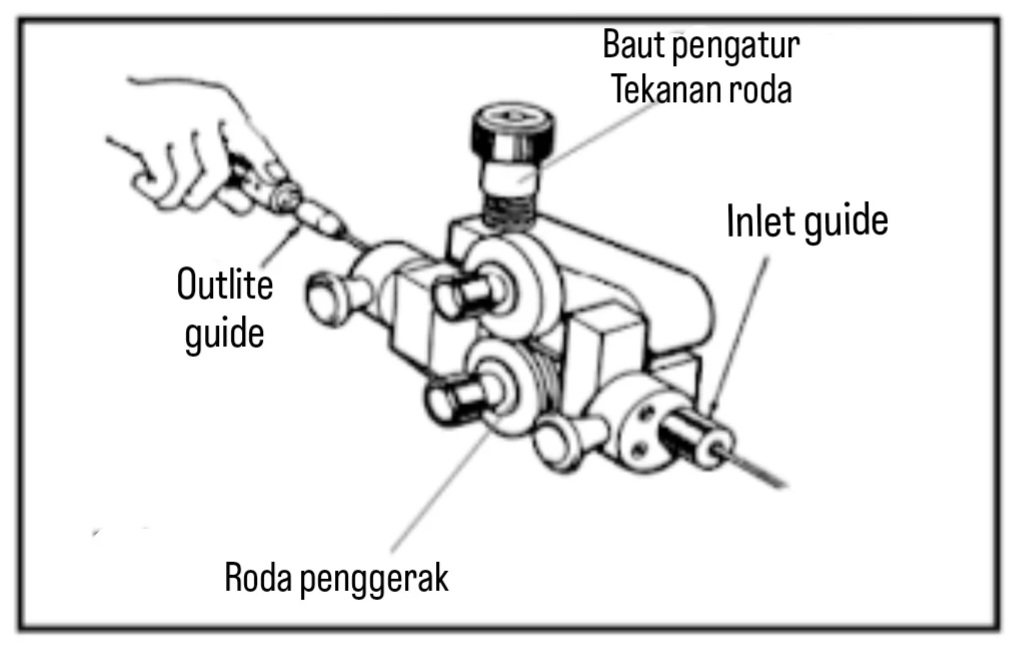 Baut pengatur
Tekanan roda
Inlet guide
Outlite
guide
Roda penggerak